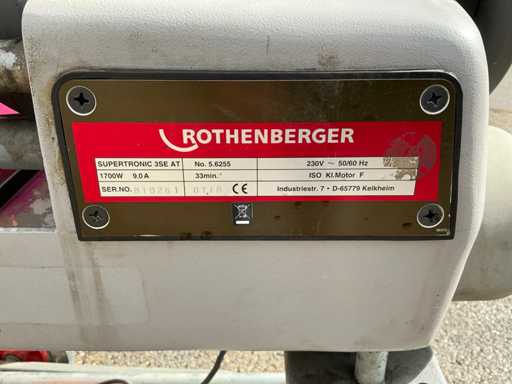 ROTHENBERGER
SUPERTRONIC 3SE AT No. 5.6255 230V ~ 50/60 Hz
1700W 9,0 A 33min.⁻¹ ISO Kl.Motor F
SER.NO. CE Industriestr. 7 • D-65779 Kelkheim